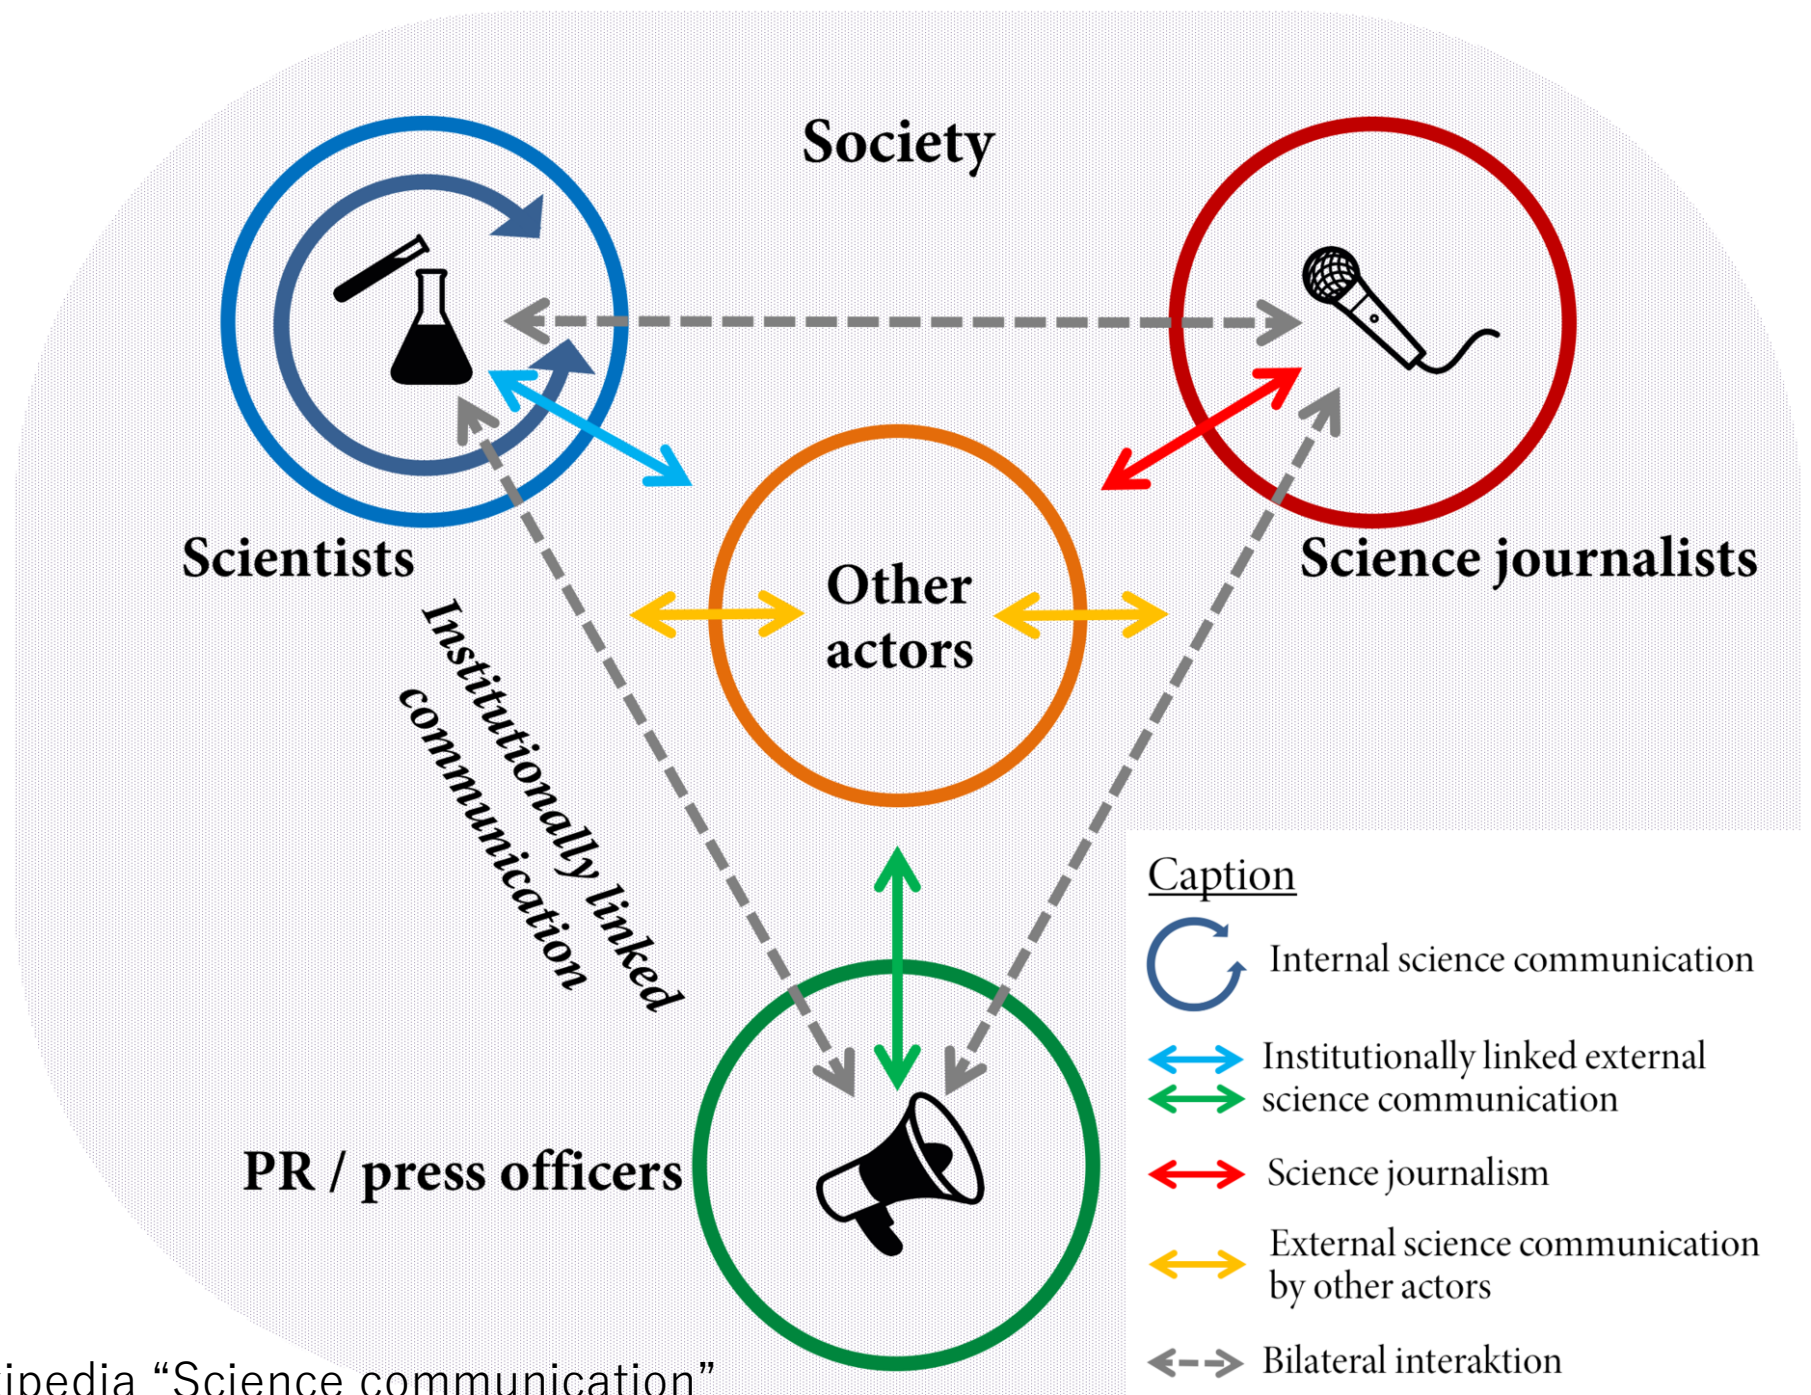 Society
Scientists
Science journalists
Other
actors
Institutionally linked
communication
PR / press officers
Caption
Internal science communication
Institutionally linked external
science communication
Science journalism
External science communication
by other actors
Bilateral interaktion
“Science communication”